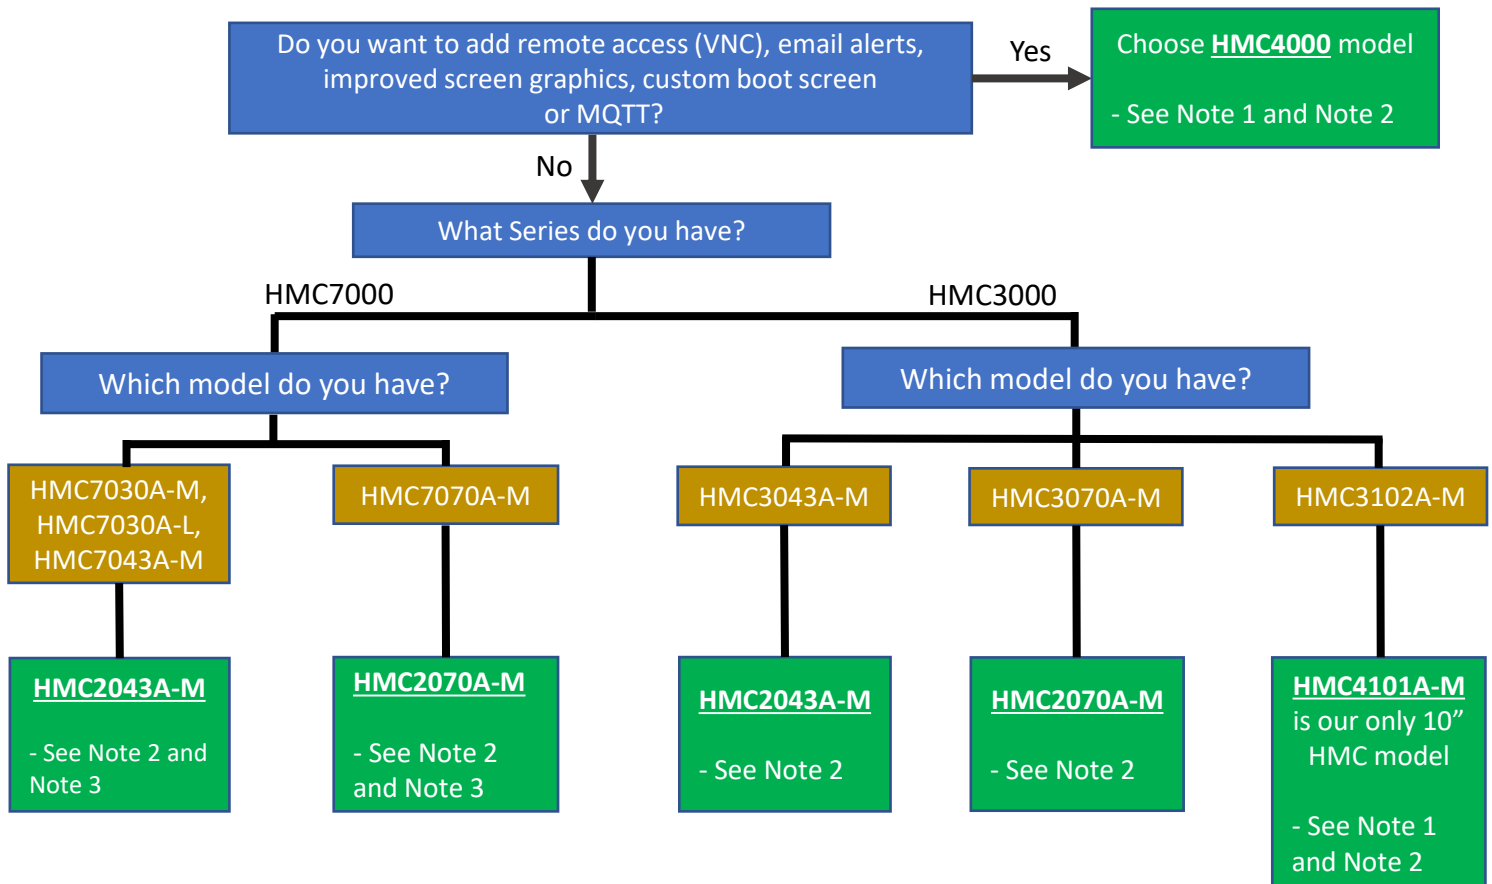 Do you want to add remote access (VNC), email alerts,
improved screen graphics, custom boot screen
or MQTT?
Yes
Choose HMC4000 model
- See Note 1 and Note 2
No
What Series do you have?
HMC7000
HMC3000
Which model do you have?
Which model do you have?
HMC7030A-M,
HMC7030A-L,
HMC7043A-M
HMC7070A-M
HMC3043A-M
HMC3070A-M
HMC3102A-M
HMC2043A-M
- See Note 2 and
Note 3
HMC2070A-M
- See Note 2
and Note 3
HMC2043A-M
- See Note 2
HMC2070A-M
- See Note 2
HMC4101A-M
is our only 10”
HMC model
- See Note 1
and Note 2